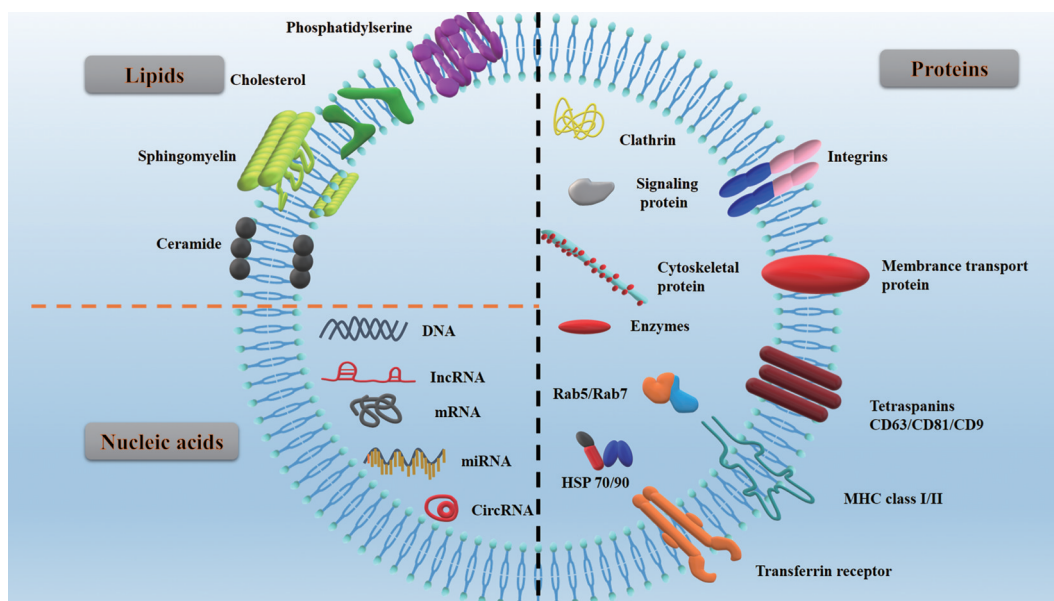 Phosphatidylserine
Lipids
Cholesterol
Sphingomyelin
Ceramide
Proteins
Clathrin
Integrins
Signaling
protein
Cytoskeletal
protein
Membrance transport
protein
Enzymes
Rab5/Rab7
Tetraspanins
CD63/CD81/CD9
HSP 70/90
MHC class I/II
Transferrin receptor
Nucleic acids
DNA
IncRNA
mRNA
miRNA
CircRNA